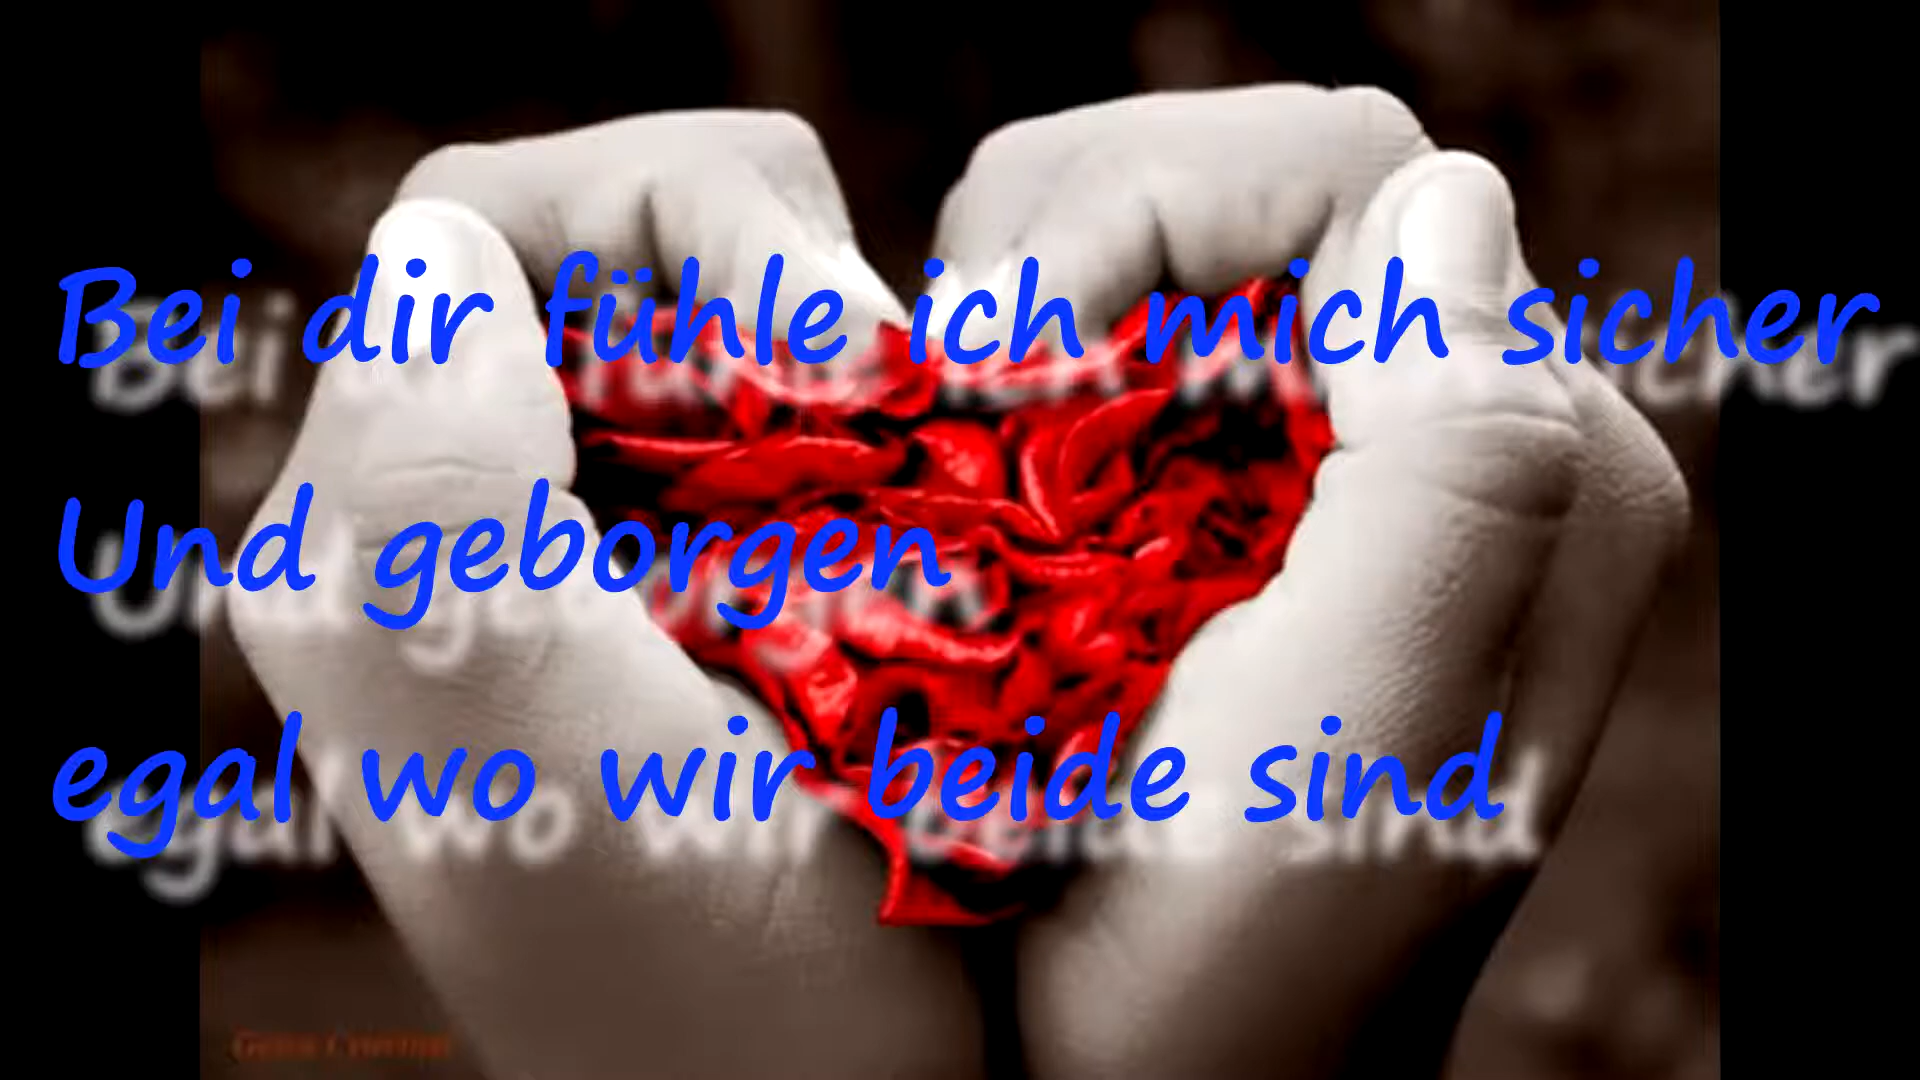 Bei dir fühle ich mich sicher
Und geborgen
egal wo wir beide sind